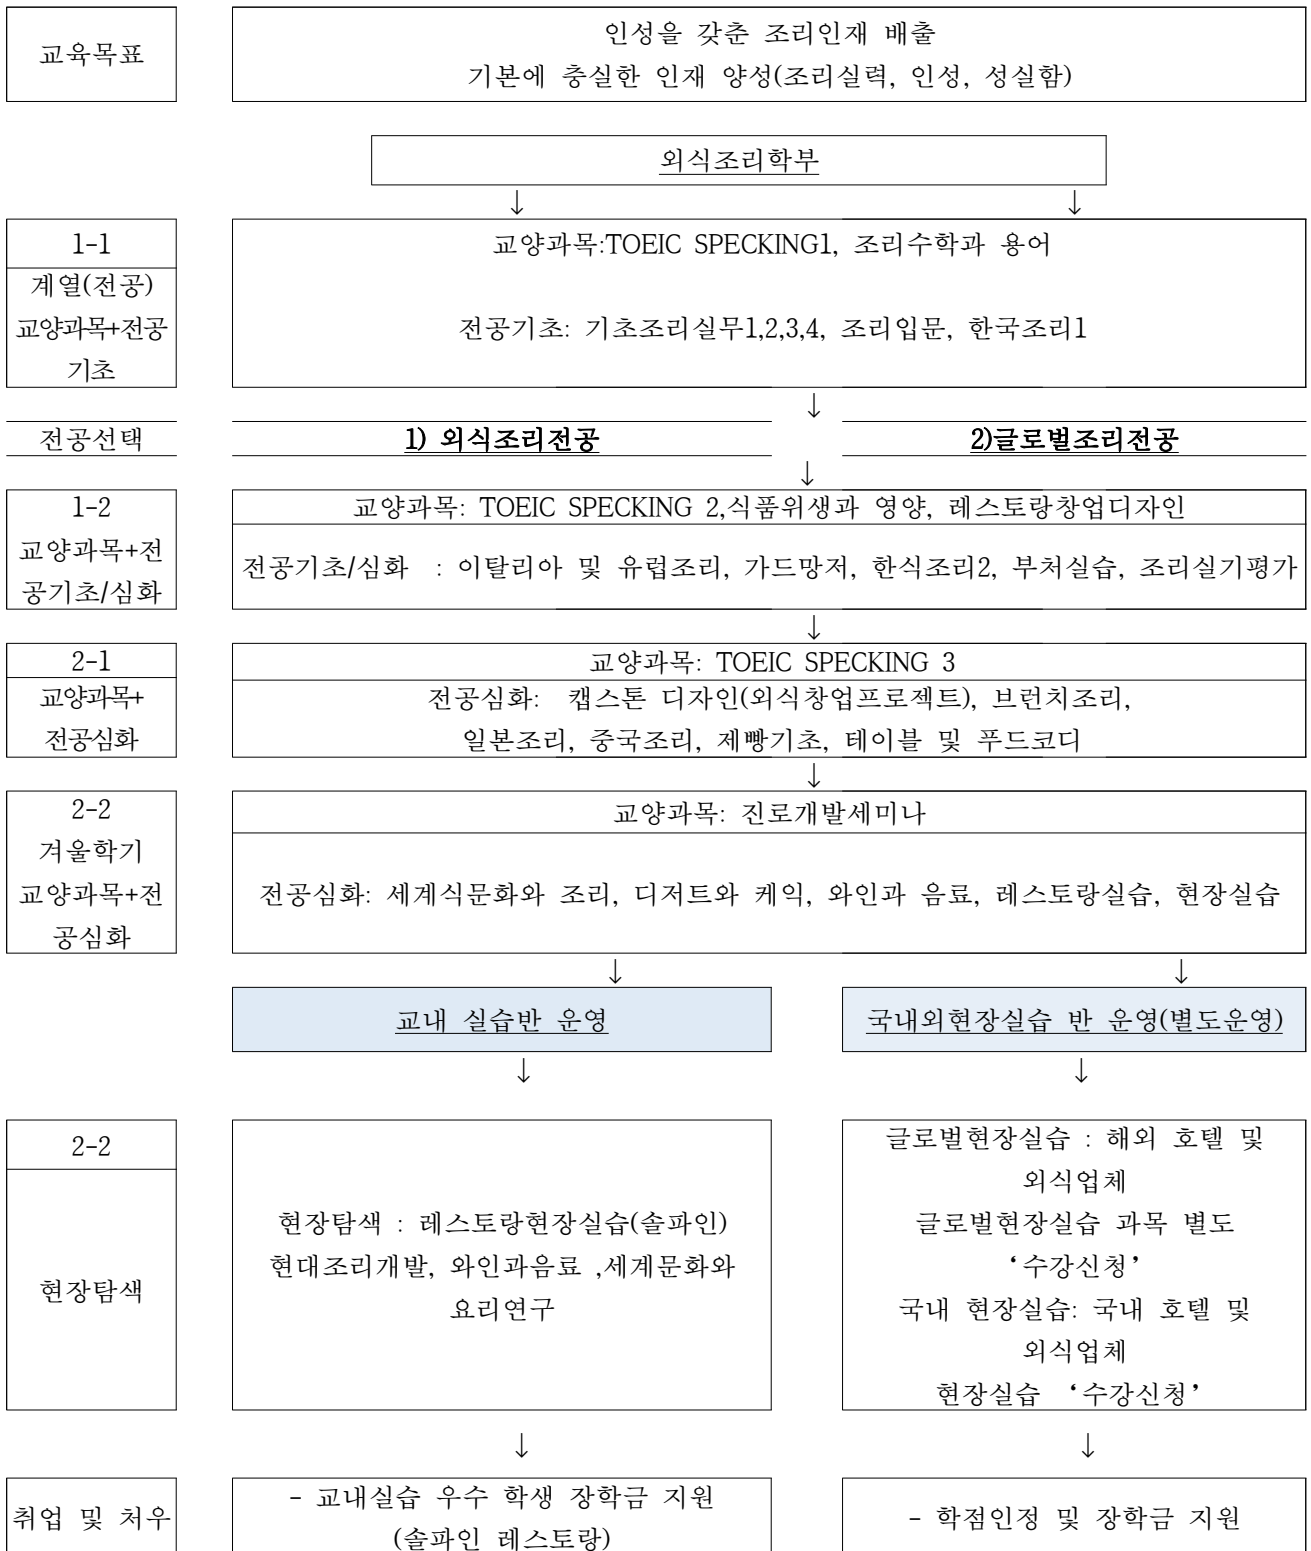 교육목표
인성을 갖춘 조리인재 배출
기본에 충실한 인재 양성(조리실력, 인성, 성실함)
외식조리학부
↓ ↓
1-1
계열(전공)
교양과목+전공
기초
교양과목:TOEIC SPECKING1, 조리수학과 용어
전공기초: 기초조리실무1,2,3,4, 조리입문, 한국조리1
↓
전공선택
1) 외식조리전공
2)글로벌조리전공
↓
1-2
교양과목+전
공기초/심화
교양과목: TOEIC SPECKING 2,식품위생과 영양, 레스토랑창업디자인
전공기초/심화 : 이탈리아 및 유럽조리, 가드망저, 한식조리2, 부처실습, 조리실기평가
↓
2-1
교양과목+
전공심화
교양과목: TOEIC SPECKING 3
전공심화: 캡스톤 디자인(외식창업프로젝트), 브런치조리,
일본조리, 중국조리, 제빵기초, 테이블 및 푸드코디
↓
2-2
겨울학기
교양과목+전
공심화
교양과목: 진로개발세미나
전공심화: 세계식문화와 조리, 디저트와 케익, 와인과 음료, 레스토랑실습, 현장실습
↓ ↓
교내 실습반 운영
국내외현장실습 반 운영(별도운영)
↓ ↓
2-2
현장탐색
현장탐색 : 레스토랑현장실습(솔파인)
현대조리개발, 와인과음료 ,세계문화와
요리연구
글로벌현장실습 : 해외 호텔 및
외식업체
글로벌현장실습 과목 별도
‘수강신청’
국내 현장실습: 국내 호텔 및
외식업체
현장실습 ‘수강신청’
↓ ↓
취업 및 처우
- 교내실습 우수 학생 장학금 지원
(솔파인 레스토랑)
- 학점인정 및 장학금 지원